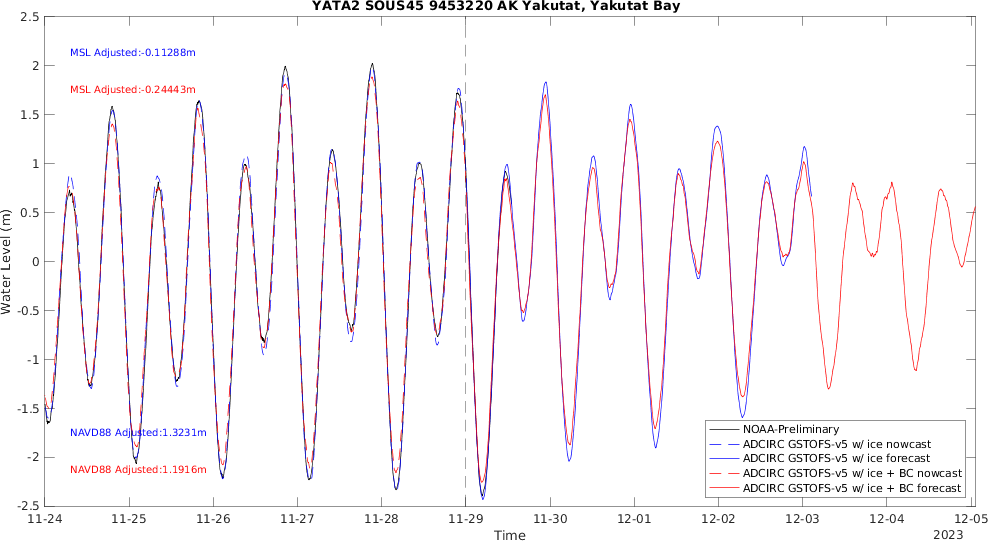 YATA2 SOUS45 9453220 AK Yakutat, Yakutat Bay
2.5
2
1.5
1
0.5
0
-0.5
-1
-1.5
-2
-2.5
Water Level (m)
MSL Adjusted:-0.11288m
MSL Adjusted:-0.24443m
NAVD88 Adjusted:1.3231m
NAVD88 Adjusted:1.1916m
NOAA-Preliminary
ADCIRC GSTOFS-v5 w/ ice nowcast
ADCIRC GSTOFS-v5 w/ ice forecast
ADCIRC GSTOFS-v5 w/ ice + BC nowcast
ADCIRC GSTOFS-v5 w/ ice + BC forecast
11-24 11-25 11-26 11-27 11-28 11-29 11-30 12-01 12-02 12-03 12-04 12-05
Time
2023